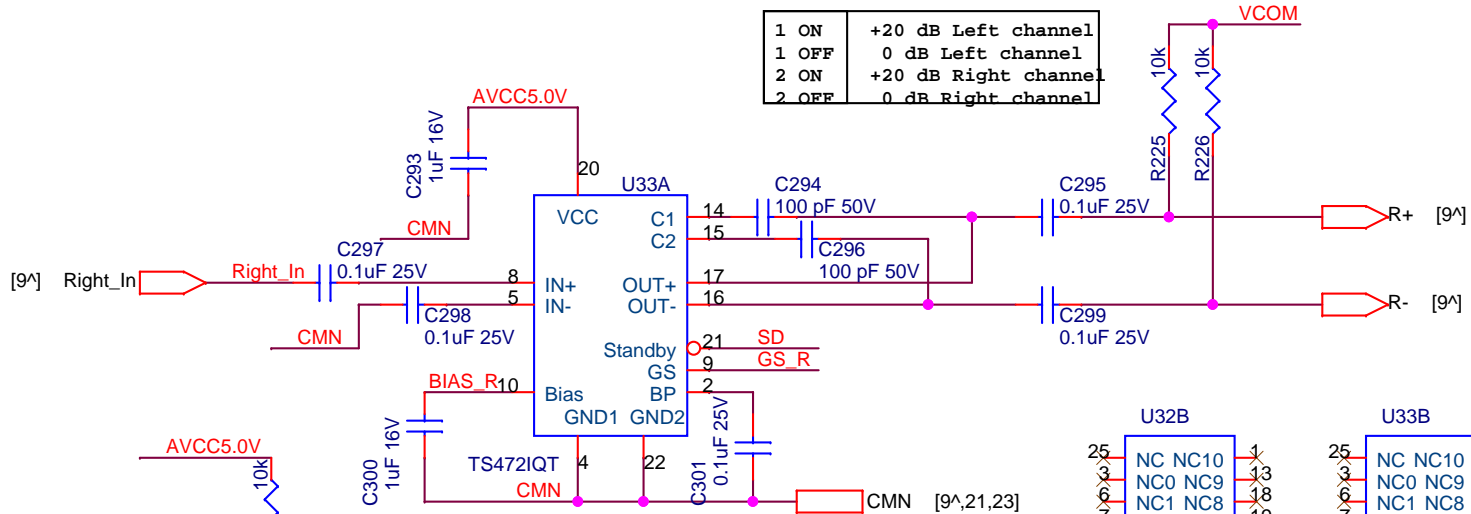 VCOM
1 ON +20 dB Left channel
1 OFF 0 dB Left channel
2 ON +20 dB Right channel
2 OFF 0 dB Right channel
10k
10k
R225
R226
AVCC5.0V
C293
1uF 16V
CMN
20
U33A
VCC
C1
C2
14
15
C294
100 pF 50V
C296
100 pF 50V
C295
0.1uF 25V
R+ [9^]
[9^] Right_In
Right_In
C297
0.1uF 25V
8
IN+
5
IN-
OUT+
17
OUT-
16
C298
0.1uF 25V
CMN
C299
0.1uF 25V
R- [9^]
Standby
21
SD
GS
9
GS_R
BP
2
BIAS_R
10
Bias
GND1 GND2
C300
1uF 16V
TS472IQT
4
22
C301
0.1uF 25V
CMN
CMN [9^,21,23]
AVCC5.0V
10k
U32B
25 NC NC10 1
3 NC0 NC9 13
6 NC1 NC8 18
U33B
25 NC NC10
3 NC0 NC9
6 NC1 NC8